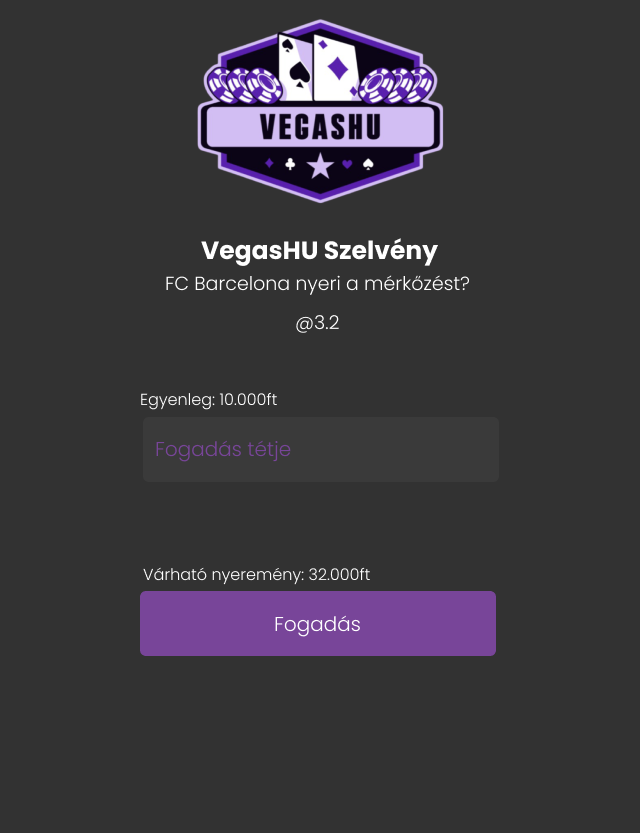 VEGASHU
VegasHU Szelvény
FC Barcelona nyeri a mérkőzést?
@3.2
Egyenleg: 10.000ft
Fogadás tétje
Várható nyeremény: 32.000ft
Fogadás